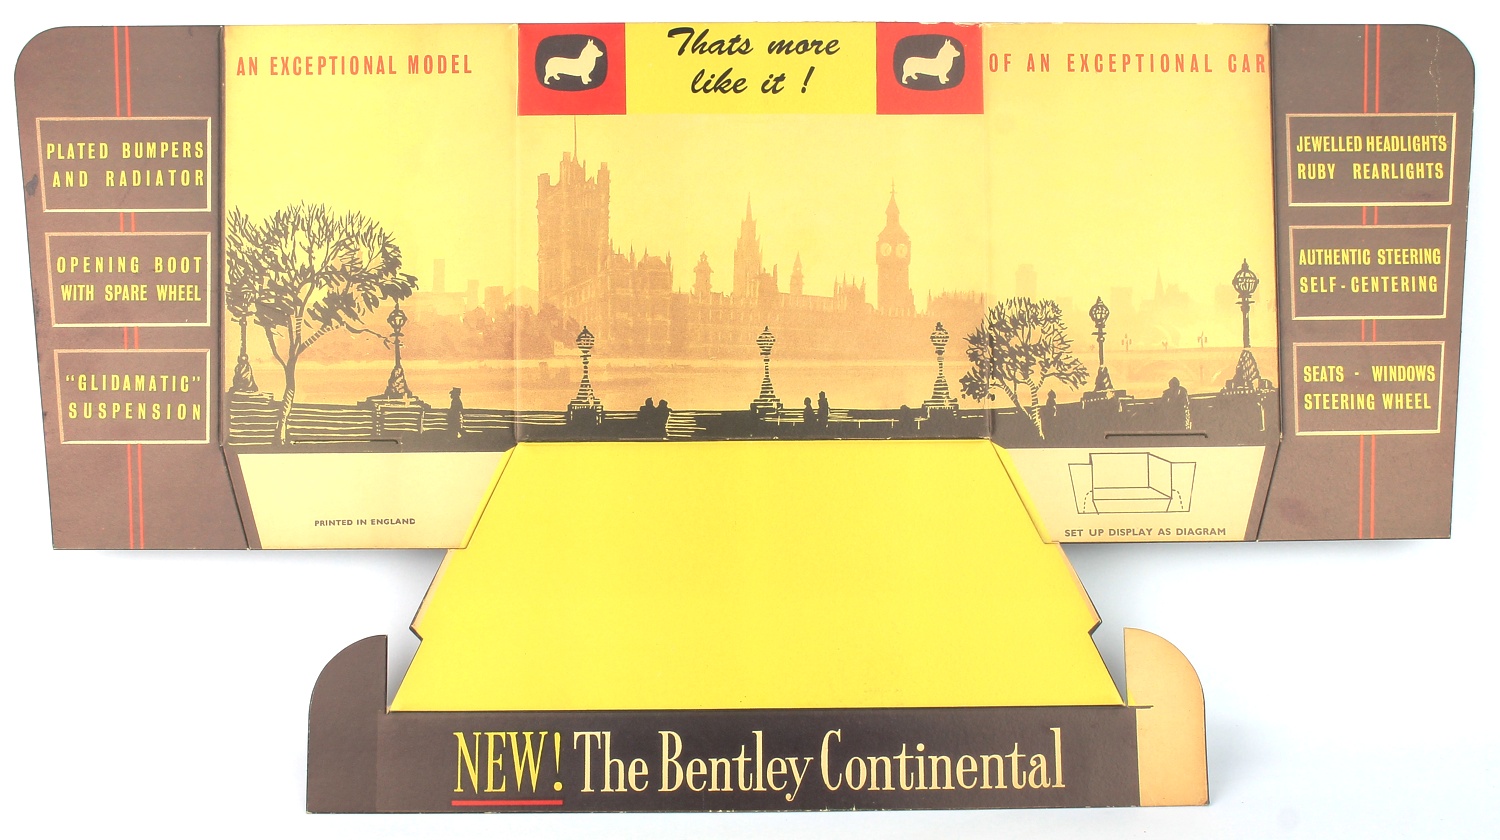 AN EXCEPTIONAL MODEL
Thats more
like it !
OF AN EXCEPTIONAL CAR
PLATED BUMPERS
AND RADIATOR
OPENING BOOT
WITH SPARE WHEEL
"GLIDAMATIC"
SUSPENSION
JEWELLED HEADLIGHTS
RUBY REARLIGHTS
AUTHENTIC STEERING
SELF-CENTERING
SEATS - WINDOWS
STEERING WHEEL
PRINTED IN ENGLAND
SET UP DISPLAY AS DIAGRAM
NEW! The Bentley Continental